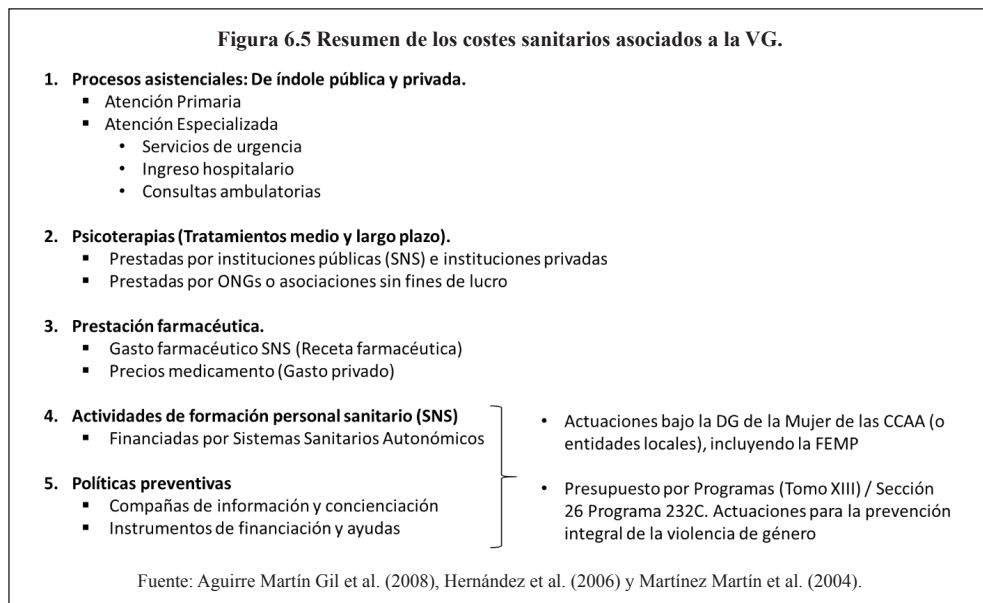 Figura 6.5 Resumen de los costes sanitarios asociados a la VG.
1. Procesos asistenciales: De índole pública y privada.
▪ Atención Primaria
▪ Atención Especializada
• Servicios de urgencia
• Ingreso hospitalario
• Consultas ambulatorias
2. Psicoterapias (Tratamientos medio y largo plazo).
▪ Prestadas por instituciones públicas (SNS) e instituciones privadas
▪ Prestadas por ONGs o asociaciones sin fines de lucro
3. Prestación farmacéutica.
▪ Gasto farmacéutico SNS (Receta farmacéutica)
▪ Precios medicamento (Gasto privado)
4. Actividades de formación personal sanitario (SNS)
▪ Financiadas por Sistemas Sanitarios Autonómicos
5. Políticas preventivas
▪ Compañas de información y concienciación
▪ Instrumentos de financiación y ayudas
• Actuaciones bajo la DG de la Mujer de las CCAA (o
entidades locales), incluyendo la FEMP
• Presupuesto por Programas (Tomo XIII) / Sección
26 Programa 232C. Actuaciones para la prevención
integral de la violencia de género
Fuente: Aguirre Martín Gil et al. (2008), Hernández et al. (2006) y Martínez Martín et al. (2004).